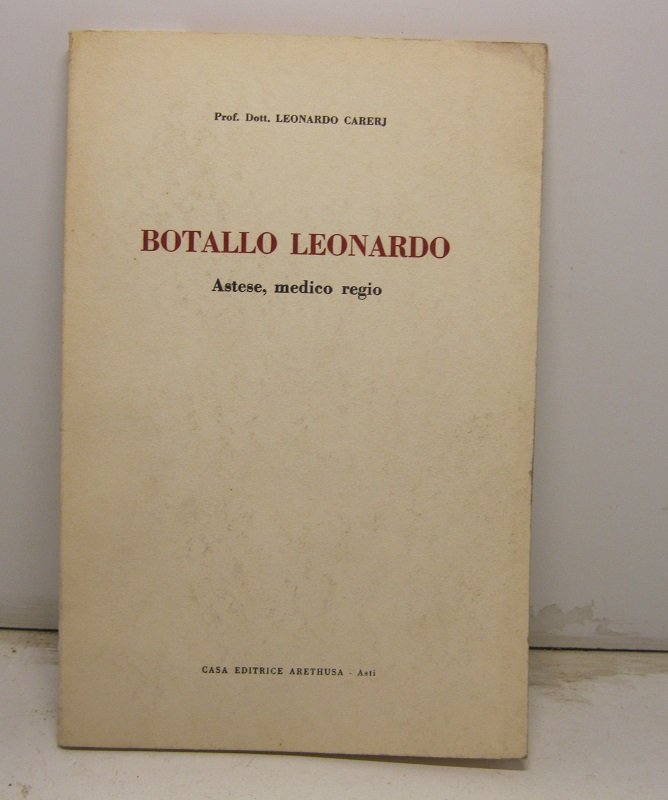 Prof. Dott. LEONARDO CARERJ
BOTALLO LEONARDO
Astese, medico regio
CASA EDITRICE ARETHUSA - Asti